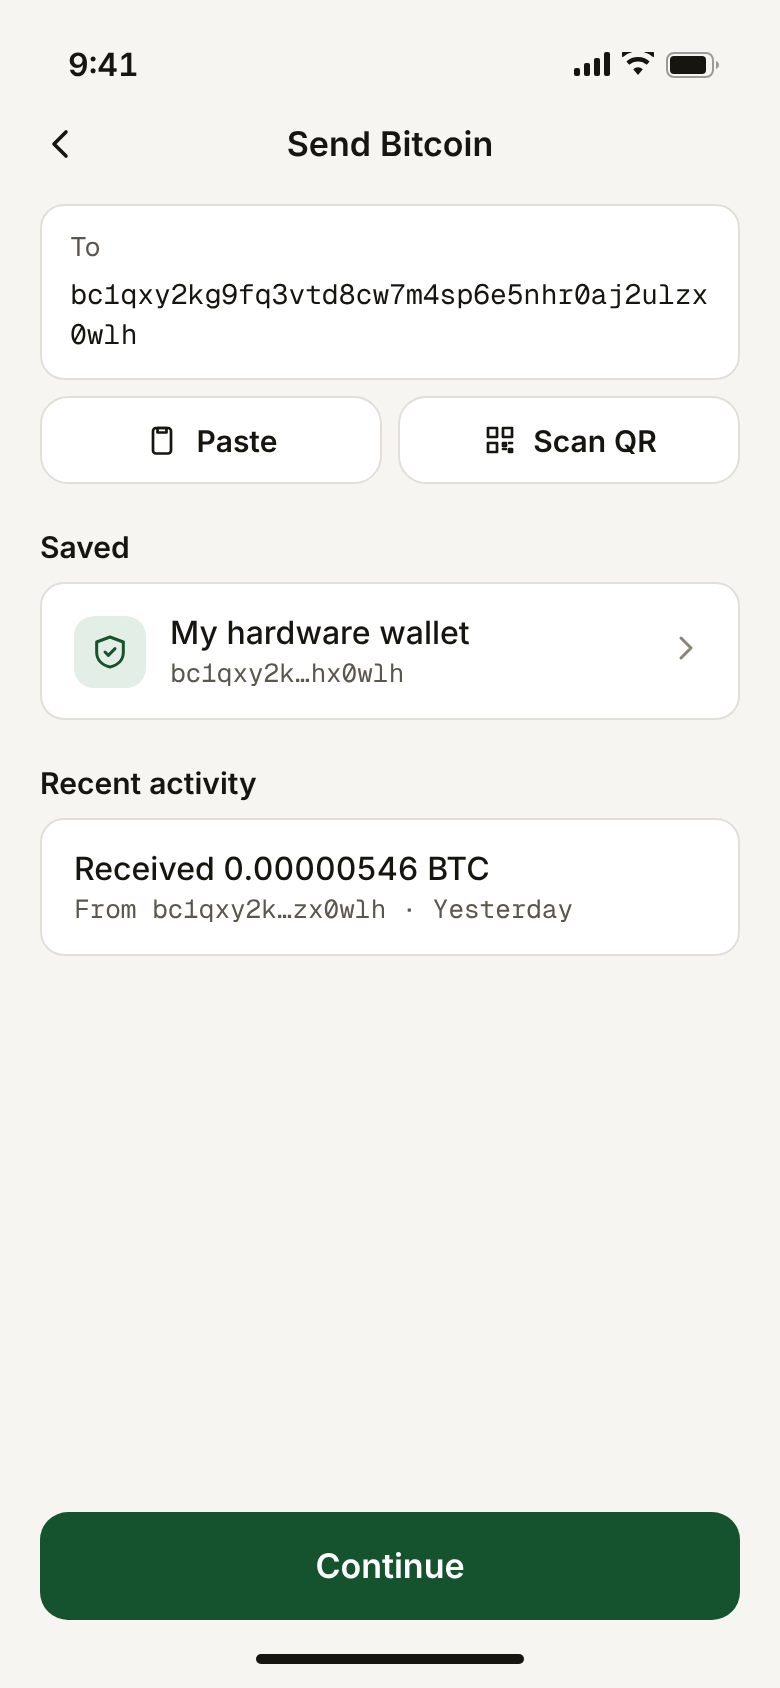 9:41
Send Bitcoin
To
bc1qxy2kg9fq3vtd8cw7m4sp6e5nhr0aj2ulzx
0wlh
Paste
Scan QR
Saved
My hardware wallet
bc1qxy2k…hx0wlh
Recent activity
Received 0.00000546 BTC
From bc1qxy2k…zx0wlh · Yesterday
Continue